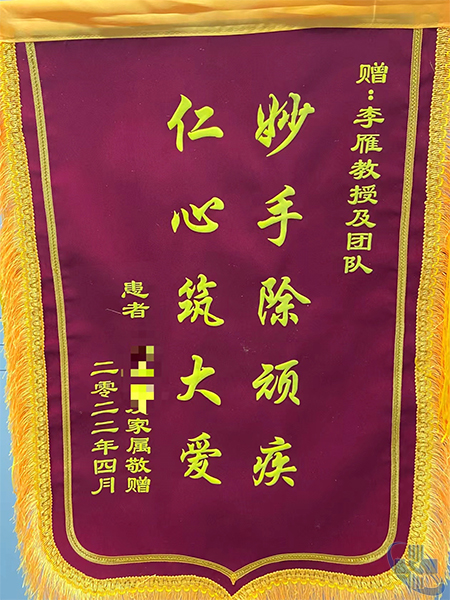 赠：李雁教授及团队
妙手除顽疾
仁心筑大爱
患者
家属敬赠
二零二二年四月